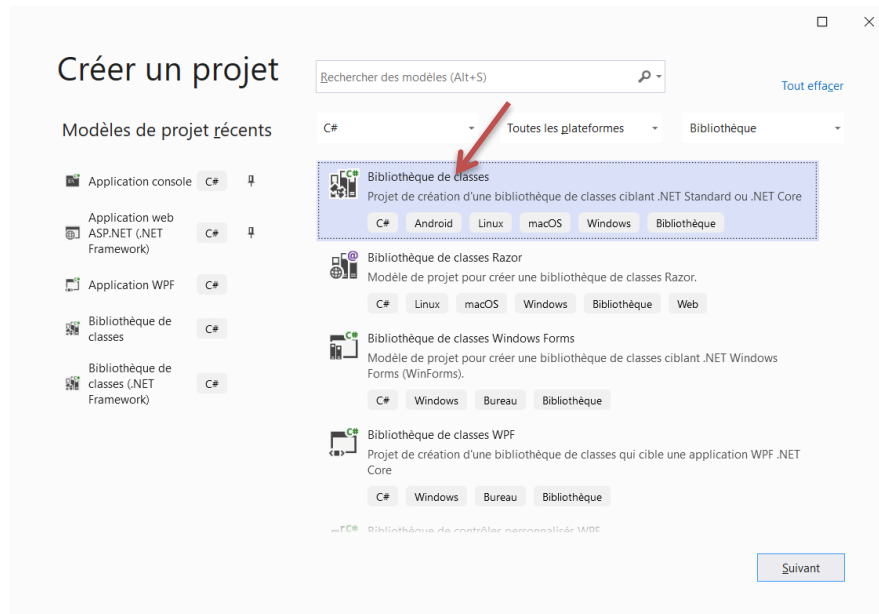 Créer un projet
Rechercher des modèles (Alt+S)
Tout effacer
Modèles de projet récents
C#
Toutes les plateformes
Bibliothèque
Application console C#
Application web
ASP.NET (.NET
Framework)
C#
Application WPF C#
Bibliothèque de
classes
C#
Bibliothèque de
classes (.NET
Framework)
C#
Bibliothèque de classes
Projet de création d'une bibliothèque de classes ciblant .NET Standard ou .NET Core
C# Android Linux macOS Windows Bibliothèque
Bibliothèque de classes Razor
Modèle de projet pour créer une bibliothèque de classes Razor.
C# Linux macOS Windows Bibliothèque Web
Bibliothèque de classes Windows Forms
Modèle de projet pour créer une bibliothèque de classes ciblant .NET Windows
Forms (WinForms).
C# Windows Bureau Bibliothèque
Bibliothèque de classes WPF
Projet de création d'une bibliothèque de classes qui cible une application WPF .NET
Core
C# Windows Bureau Bibliothèque
Bibliothèque de contrôles personnalisés WPF
Suivant